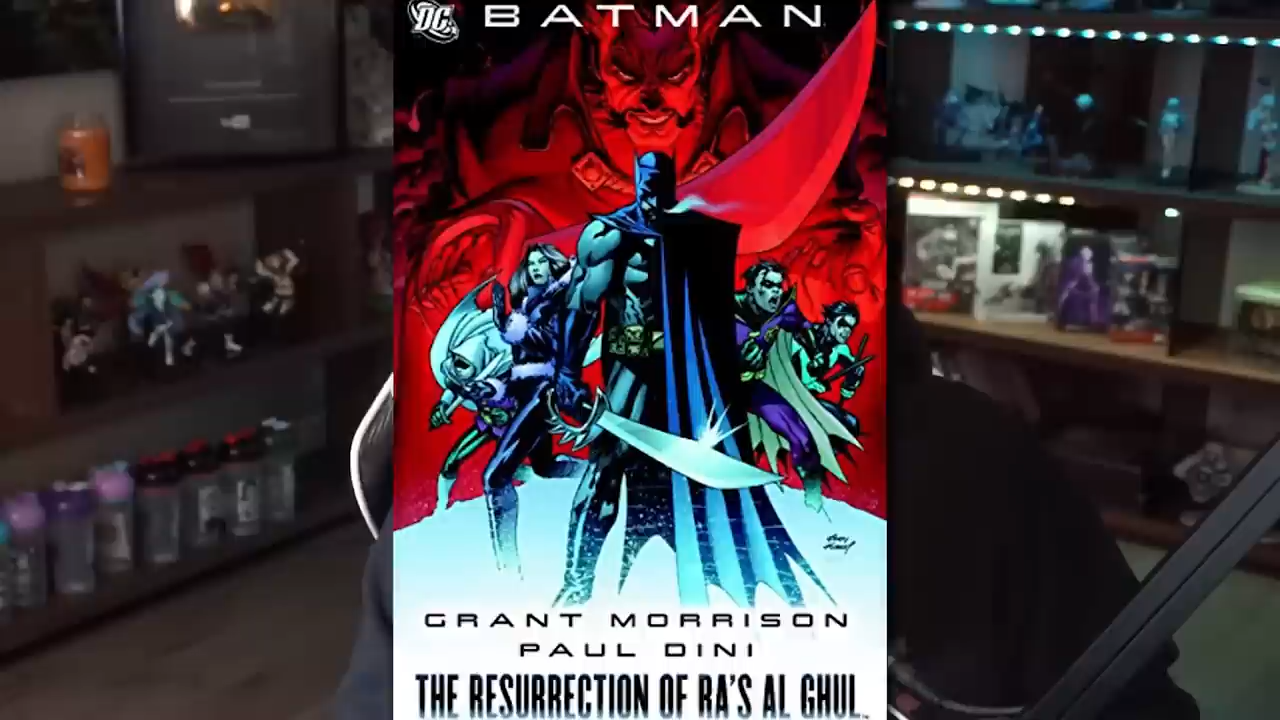 DC
BATMAN
GRANT MORRISON
PAUL DINI
THE RESURRECTION OF RA'S AL GHUL